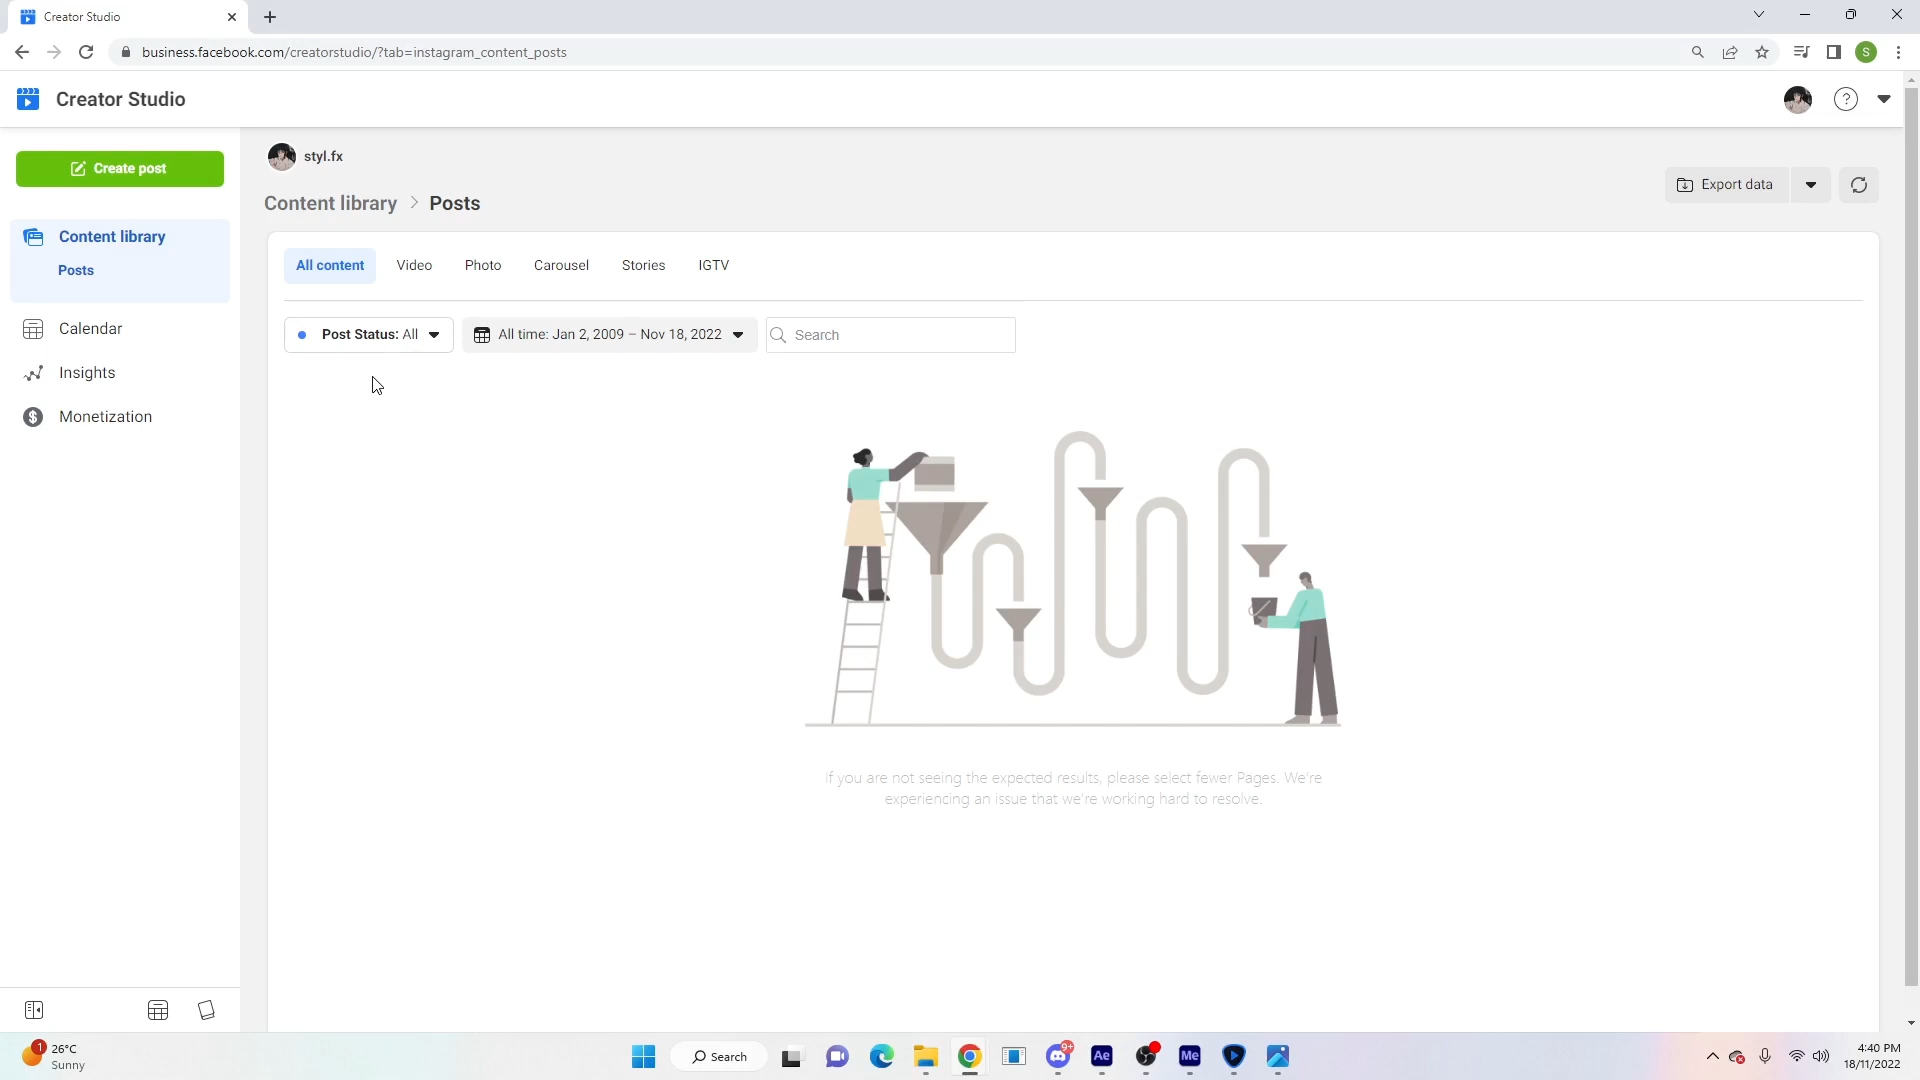 Creator Studio
business.facebook.com/creatorstudio/?tab=instagram_content_posts
S
Creator Studio
?
Create post
styl.fx
Content library > Posts
Export data
Content library
Posts
Calendar
Insights
$ Monetization
All content Video Photo Carousel Stories IGTV
Post Status: All
All time: Jan 2, 2009 – Nov 18, 2022
Search
If you are not seeing the expected results, please select fewer Pages. We're
experiencing an issue that we're working hard to resolve.
1
26°C
Sunny
Search
9+
Ae
Me
4:40 PM
18/11/2022